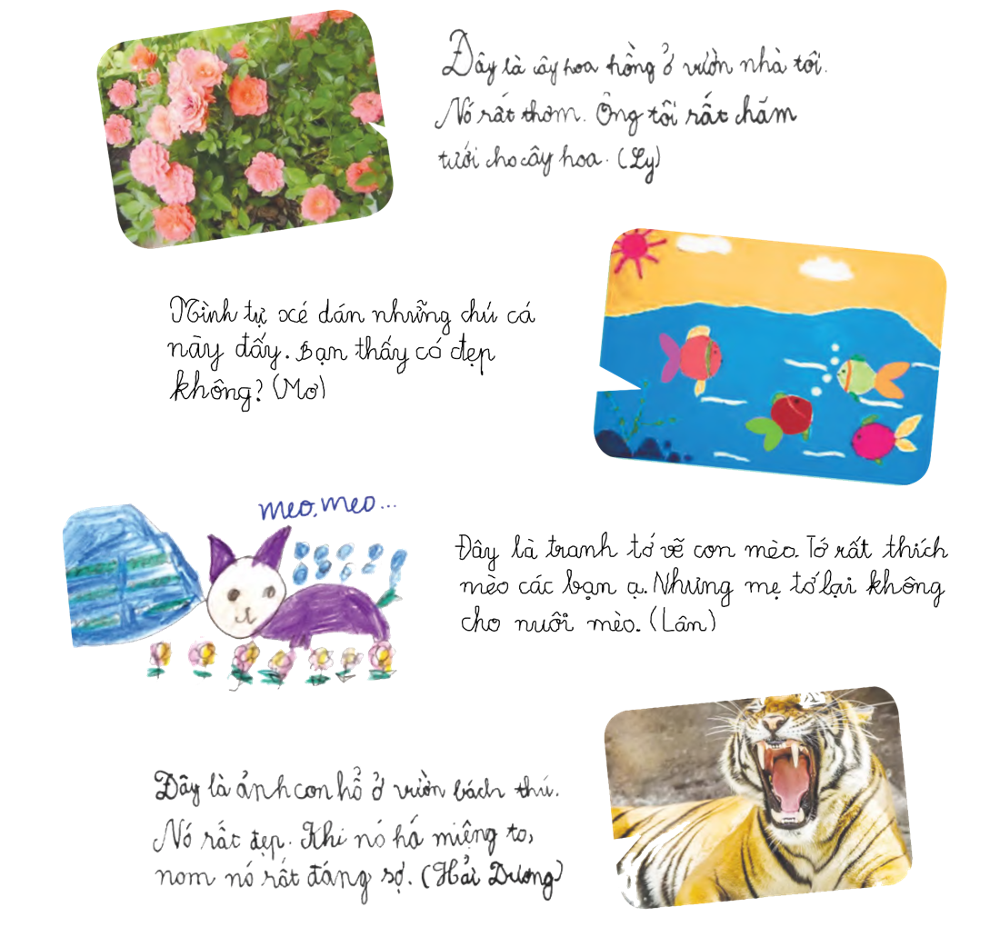 Đây là cây hoa hồng ở vườn nhà tôi.
Nó rất thơm. Ông tôi rất chăm
tưới cho cây hoa. (Ly)
Mình tự xé dán những chú cá
này đấy. Bạn thấy có đẹp
không? (Mơ)
meo, meo...
Đây là tranh tớ vẽ con mèo. Tớ rất thích
mèo các bạn ạ. Nhưng mẹ tớ lại không
cho nuôi mèo. (Lân)
Đây là ảnh con hổ ở vườn bách thú.
Nó rất đẹp. Khi nó há miệng to,
nom nó rất đáng sợ. (Hải Dương)